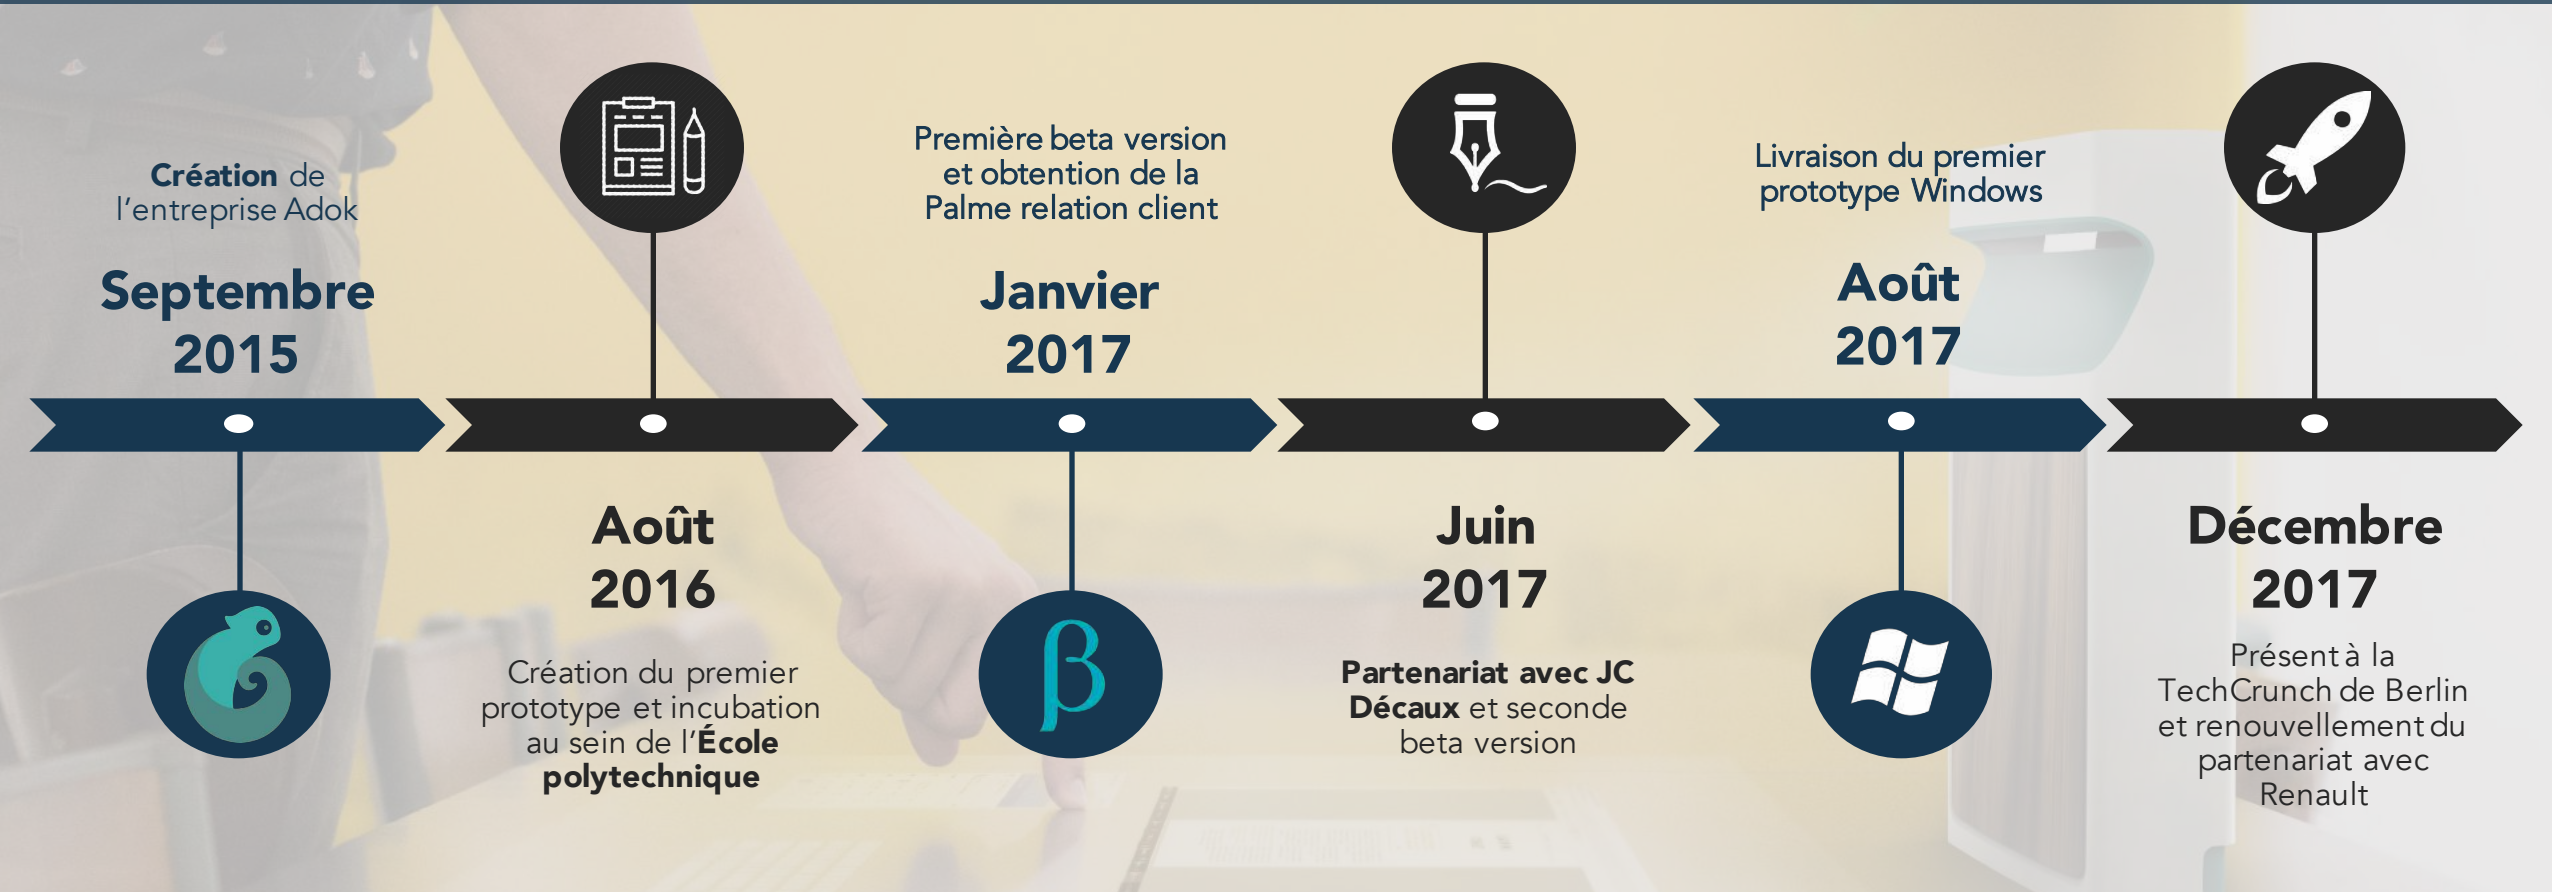 Création de
l'entreprise Adok
Septembre
2015
Août
2016
Création du premier
prototype et incubation
au sein de l'École
polytechnique
Première beta version
et obtention de la
Palme relation client
Janvier
2017
β
Juin
2017
Partenariat avec JC
Décaux et seconde
beta version
Livraison du premier
prototype Windows
Août
2017
Décembre
2017
Présent à la
TechCrunch de Berlin
et renouvellement du
partenariat avec
Renault